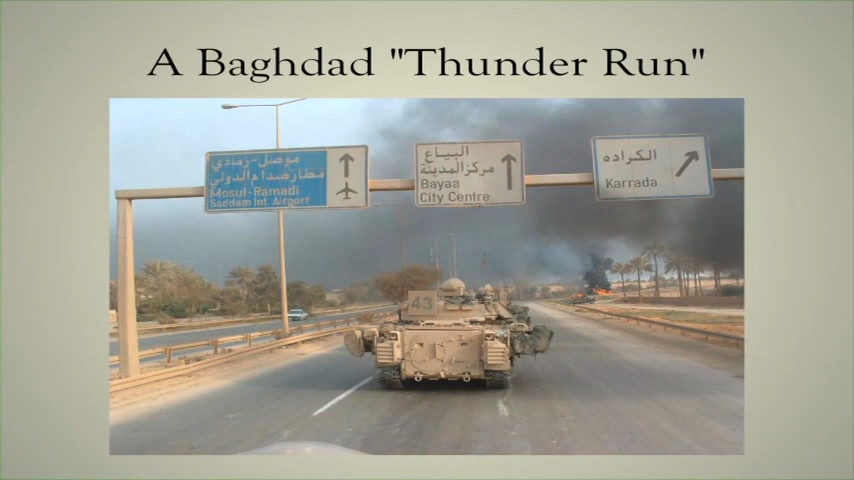 A Baghdad "Thunder Run"
موصل-رمادي
مطار صدام الدولي
Mosul-Ramadi
Saddam Int. Airport
البياع
مركز المدينة
Bayaa
City Centre
الكراده
Karrada
43